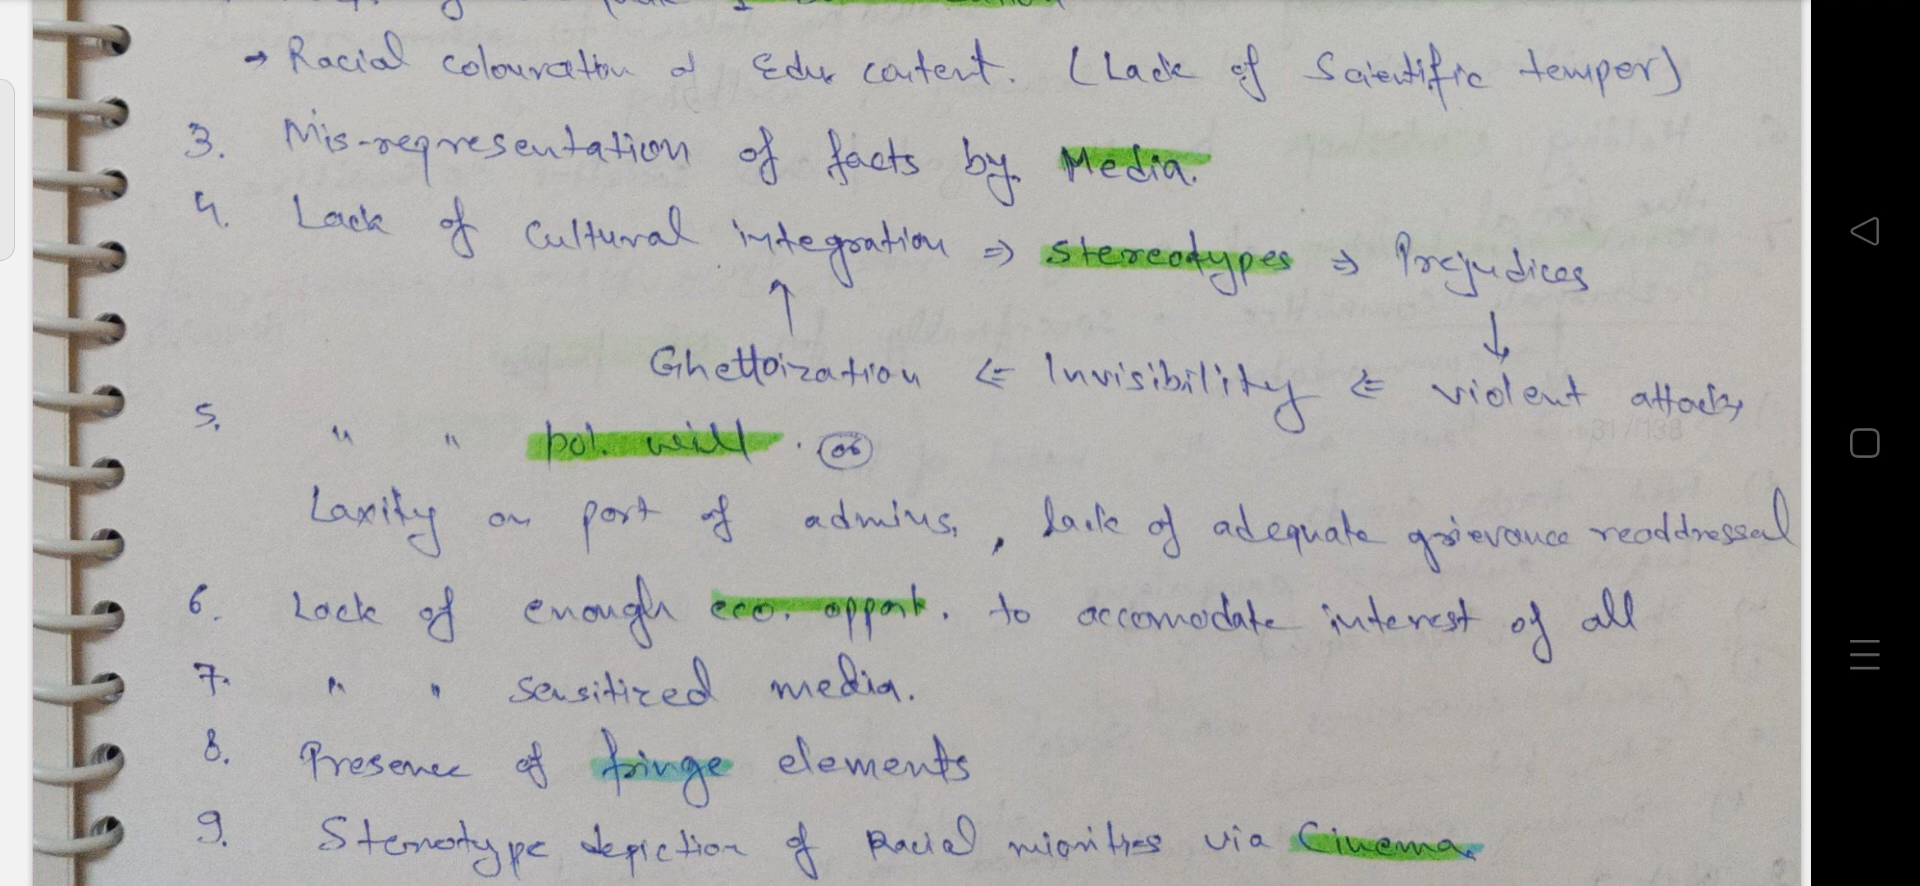 → Racial colouration of Edu content. (Lack of Scientific temper)
3. Mis-representation of facts by Media.
4. Lack of Cultural integration ⇒ Stereotypes ⇒ Prejudices
↑ ↓
Ghettoization ⇐ Invisibility ⇐ violent attacks
5. " " pol. will.
Laxity on part of admins, lack of adequate grievance readdressal
6. Lack of enough eco. opport. to accomodate interest of all
7. " " sensitized media.
8. Presence of fringe elements
9. Stereotype depiction of Racial miorities via Cinema.